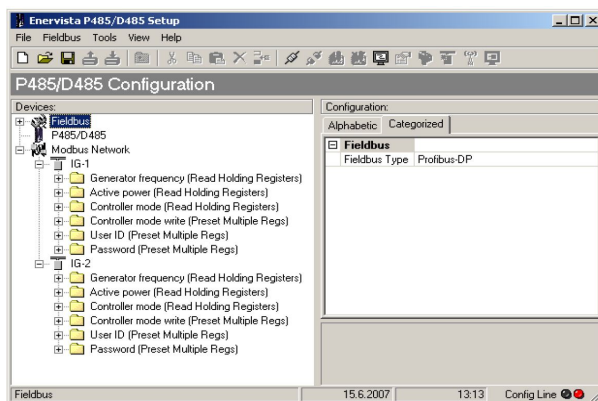 Enervista P485/D485 Setup
File Fieldbus Tools View Help
P485/D485 Configuration
Devices:
Fieldbus
P485/D485
Modbus Network
IG-1
Generator frequency (Read Holding Registers)
Active power (Read Holding Registers)
Controller mode (Read Holding Registers)
Controller mode write (Preset Multiple Regs)
User ID (Preset Multiple Regs)
Password (Preset Multiple Regs)
IG-2
Generator frequency (Read Holding Registers)
Active power (Read Holding Registers)
Controller mode (Read Holding Registers)
Controller mode write (Preset Multiple Regs)
User ID (Preset Multiple Regs)
Password (Preset Multiple Regs)
Configuration:
Alphabetic Categorized
Fieldbus
Fieldbus Type Profibus-DP
Fieldbus 15.6.2007 13:13 Config Line